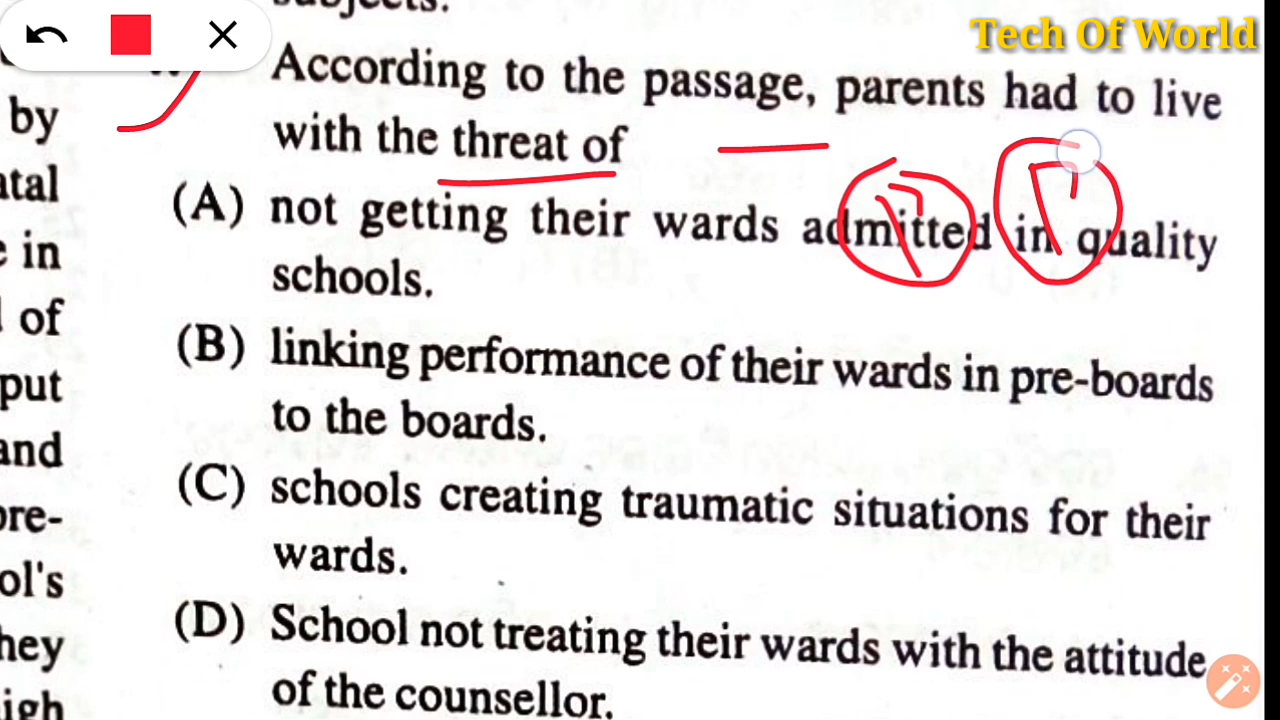 subjects.
Tech Of World
According to the passage, parents had to live
with the threat of
(A) not getting their wards admitted in quality
schools.
(B) linking performance of their wards in pre-boards
to the boards.
(C) schools creating traumatic situations for their
wards.
(D) School not treating their wards with the attitude
of the counsellor.
by
in
of
put
and
pre-
hey